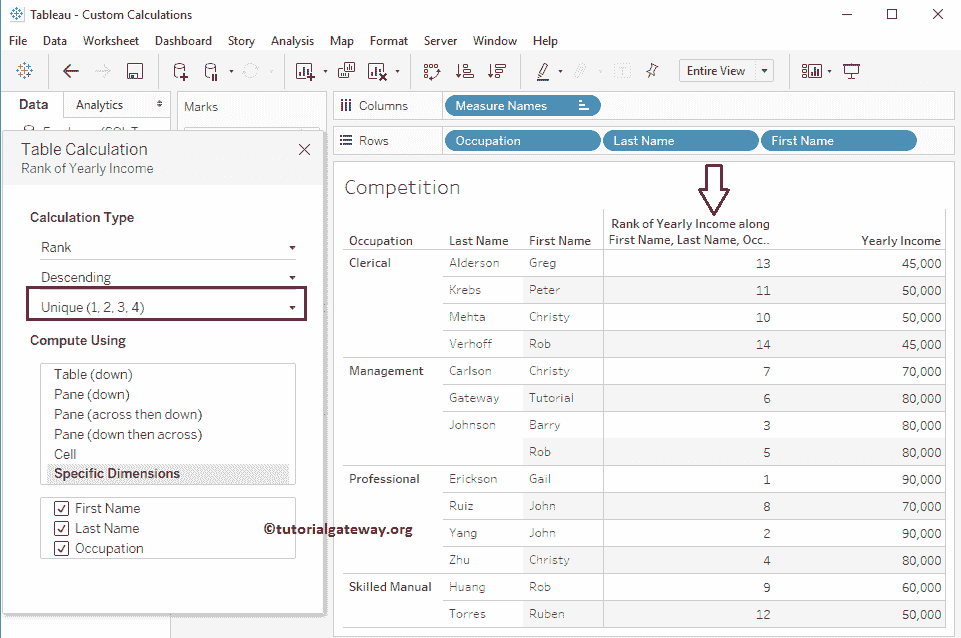 Tableau - Custom Calculations
File Data Worksheet Dashboard Story Analysis Map Format Server Window Help
Entire View
Data Analytics
Marks
Columns Measure Names
Rows Occupation Last Name First Name
Table Calculation
Rank of Yearly Income
Calculation Type
Rank
Descending
Unique (1, 2, 3, 4)
Compute Using
Table (down)
Pane (down)
Pane (across then down)
Pane (down then across)
Cell
Specific Dimensions
First Name
Last Name
Occupation
©tutorialgateway.org
Competition
Rank of Yearly Income along
Occupation Last Name First Name First Name, Last Name, Occ.. Yearly Income
Clerical Alderson Greg 13 45,000
Krebs Peter 11 50,000
Mehta Christy 10 50,000
Verhoff Rob 14 45,000
Management Carlson Christy 7 70,000
Gateway Tutorial 6 80,000
Johnson Barry 3 80,000
Rob 5 80,000
Professional Erickson Gail 1 90,000
Ruiz John 8 70,000
Yang John 2 90,000
Zhu Christy 4 80,000
Skilled Manual Huang Rob 9 60,000
Torres Ruben 12 50,000